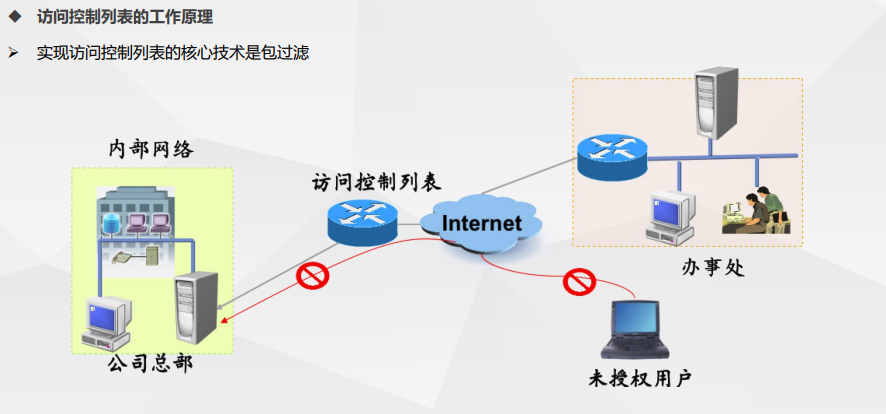 访问控制列表的工作原理
实现访问控制列表的核心技术是包过滤
内部网络
访问控制列表
Internet
办事处
公司总部
未授权用户